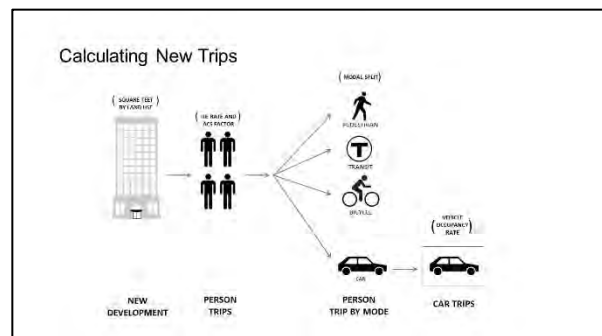 Calculating New Trips
(MODAL SPLIT)
(SQUARE FEET
BY LAND USE)
(ITE RATE AND
ACS FACTOR)
PEDESTRIAN
T
TRANSIT
BICYCLE
(VEHICLE
OCCUPANCY
RATE)
CAR
NEW
DEVELOPMENT
PERSON
TRIPS
PERSON
TRIP BY MODE
CAR TRIPS